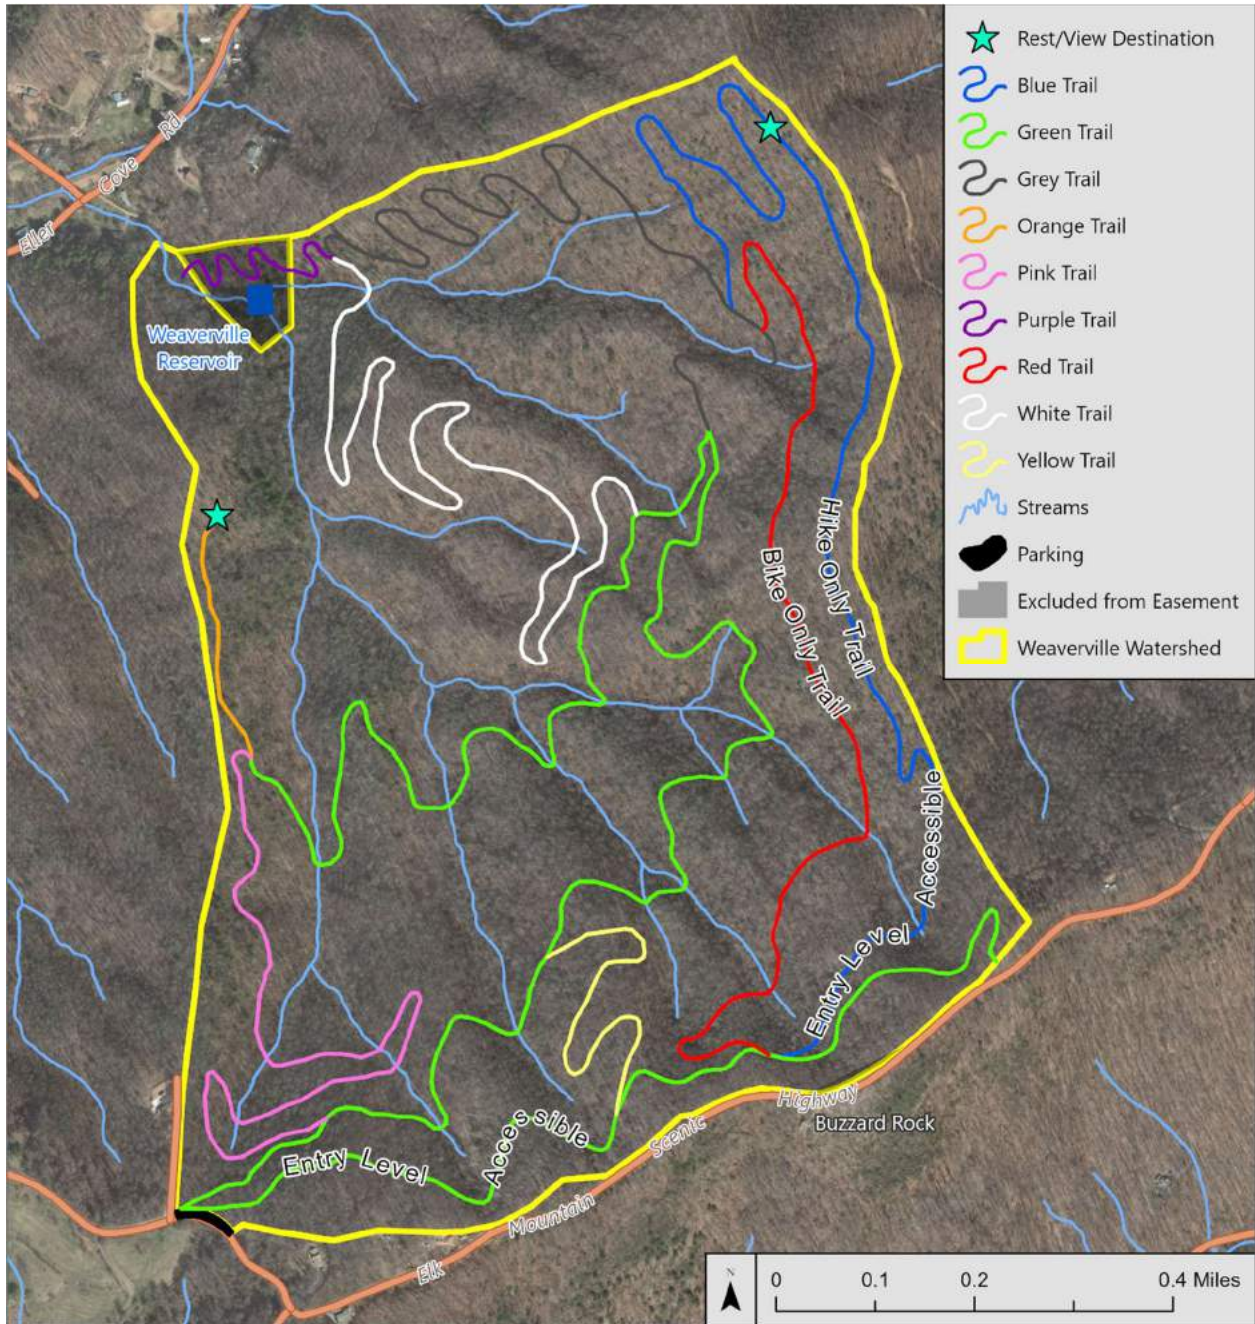 Rest/View Destination
Blue Trail
Green Trail
Grey Trail
Orange Trail
Pink Trail
Purple Trail
Red Trail
White Trail
Yellow Trail
Streams
Parking
Excluded from Easement
Weaverville Watershed
Eller Cove Rd
Weaverville
Reservoir
Hike Only Trail
Bike Only Trail
Entry Level Accessible
Entry Level Accessible
Buzzard Rock
Elk Mountain Scenic Highway
N
0 0.1 0.2 0.4 Miles